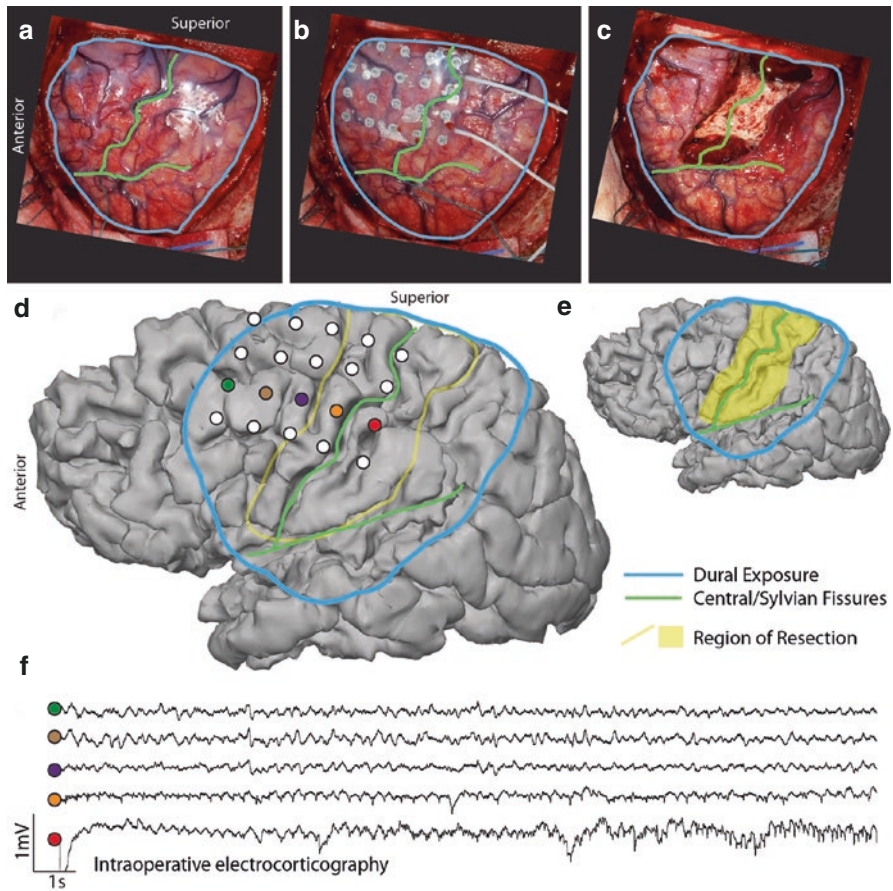 a
Superior
b
c
Anterior
d
Superior
e
Anterior
Dural Exposure
Central/Sylvian Fissures
Region of Resection
f
1mV
1s
Intraoperative electrocorticography